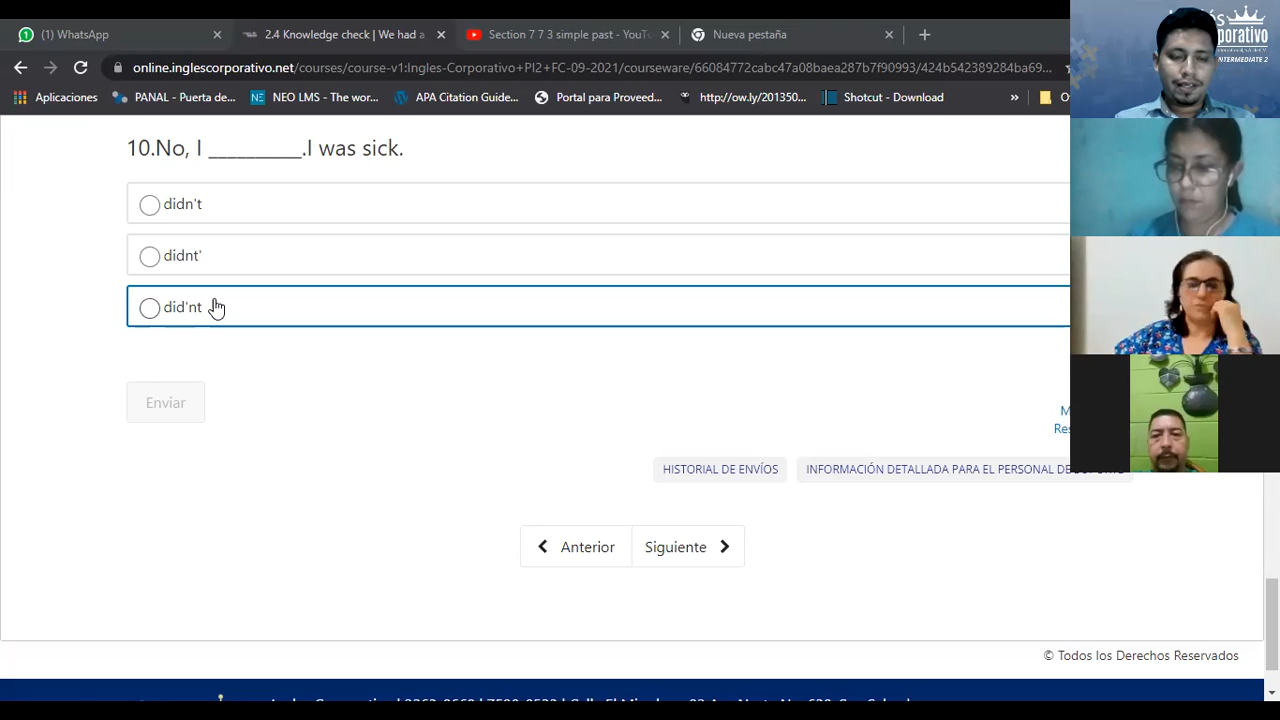 (1) WhatsApp
2.4 Knowledge check | We had a
Section 7 7 3 simple past - YouT
Nueva pestaña
online.inglescorporativo.net/courses/course-v1:Ingles-Corporativo+PI2-FC-09-2021/courseware/66084772cabc47a08baea287b7f90993/424b542389284ba69...
Aplicaciones
PANAL - Puerta de...
NEO LMS - The wor...
APA Citation Guide...
Portal para Proveed...
http://ow.ly/201350...
Shotcut - Download
»
INTERMEDIATE 2
10.No, I __________.I was sick.
didn't
didnt'
did'nt
Enviar
HISTORIAL DE ENVÍOS
INFORMACIÓN DETALLADA PARA EL PERSONAL DE SOPORTE
Anterior
Siguiente
© Todos los Derechos Reservados